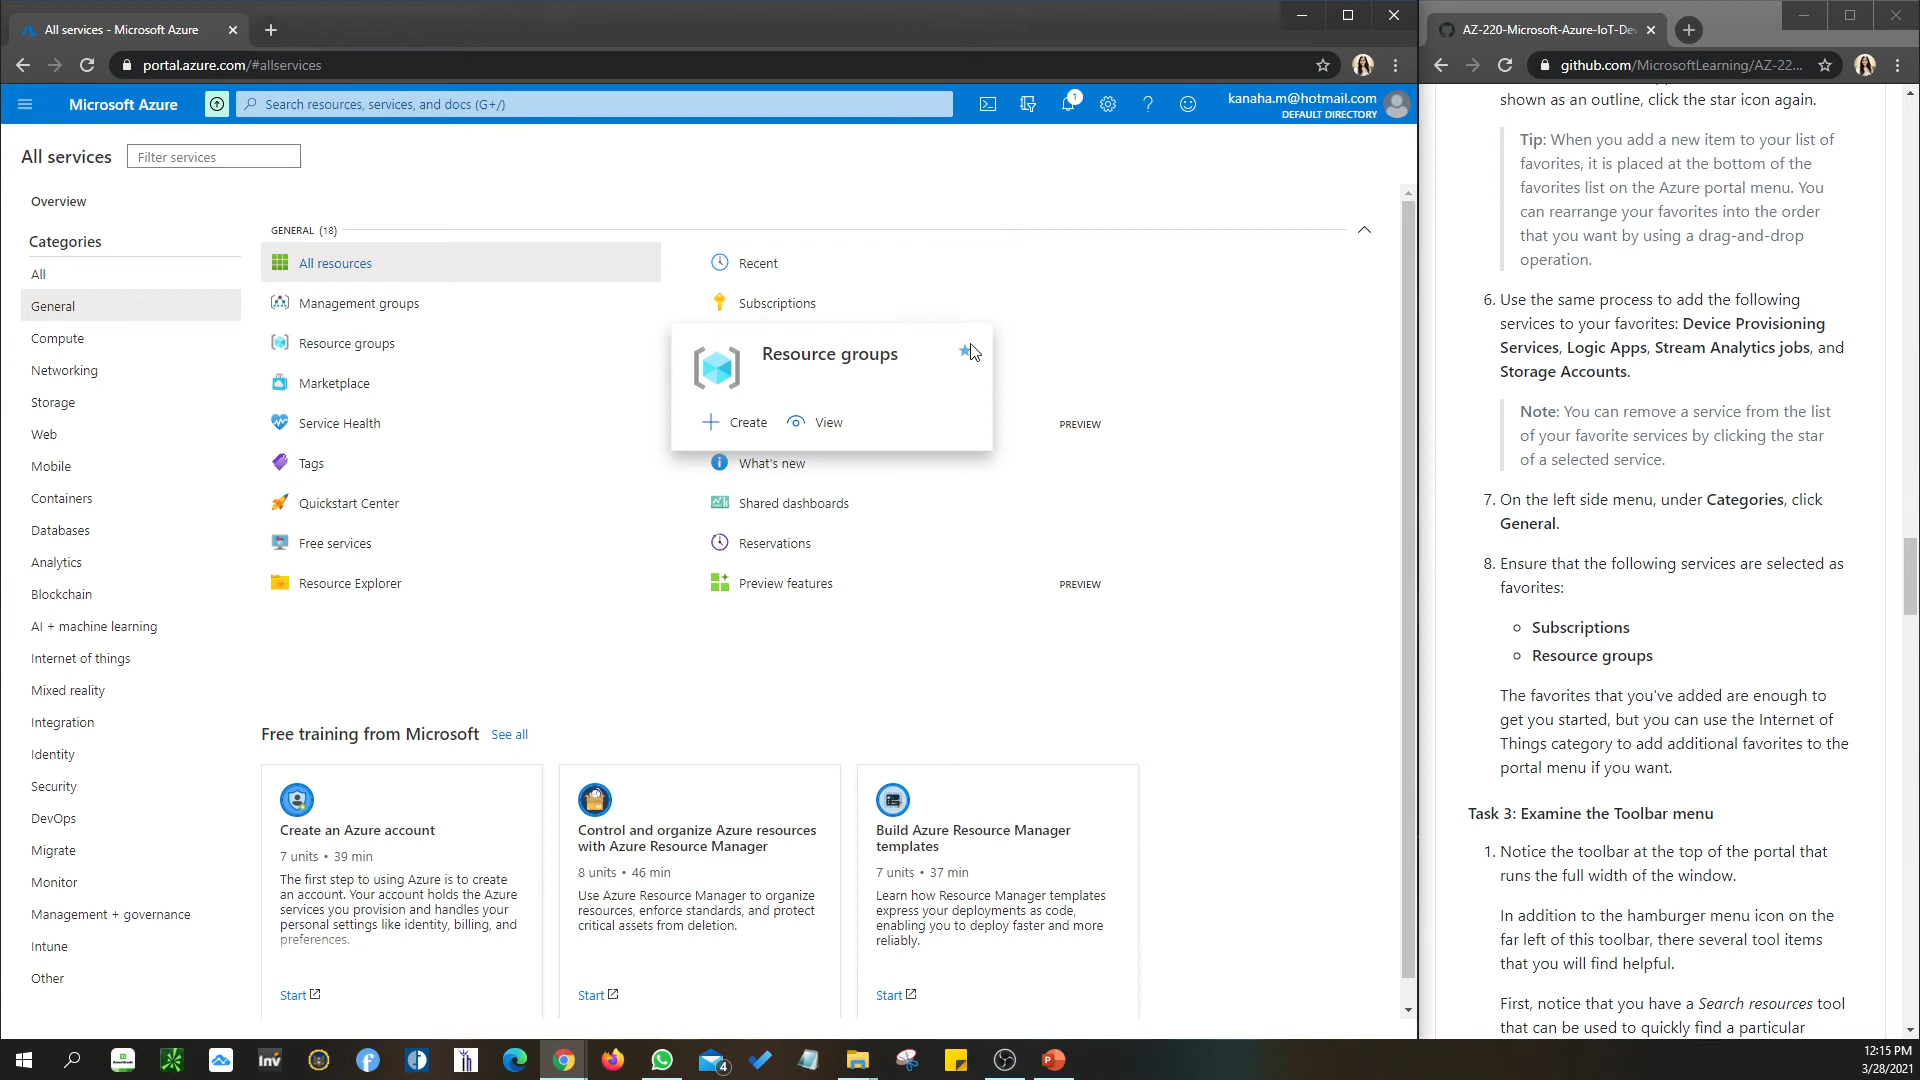 All services - Microsoft Azure
AZ-220-Microsoft-Azure-IoT-De
portal.azure.com/#allservices
github.com/MicrosoftLearning/AZ-22...
Microsoft Azure
Search resources, services, and docs (G+/)
1
kanaha.m@hotmail.com
DEFAULT DIRECTORY
All services
Filter services
Overview
Categories
All
General
Compute
Networking
Storage
Web
Mobile
Containers
Databases
Analytics
Blockchain
AI + machine learning
Internet of things
Mixed reality
Integration
Identity
Security
DevOps
Migrate
Monitor
Management + governance
Intune
Other
GENERAL (18)
All resources
Recent
Management groups
Subscriptions
Resource groups
Marketplace
Service Health
PREVIEW
Tags
What's new
Quickstart Center
Shared dashboards
Free services
Reservations
Resource Explorer
Preview features
PREVIEW
Resource groups
Create
View
Free training from Microsoft
See all
Create an Azure account
7 units • 39 min
The first step to using Azure is to create
an account. Your account holds the Azure
services you provision and handles your
personal settings like identity, billing, and
preferences.
Start
Control and organize Azure resources
with Azure Resource Manager
8 units • 46 min
Use Azure Resource Manager to organize
resources, enforce standards, and protect
critical assets from deletion.
Start
Build Azure Resource Manager
templates
7 units • 37 min
Learn how Resource Manager templates
express your deployments as code,
enabling you to deploy faster and more
reliably.
Start
shown as an outline, click the star icon again.
Tip: When you add a new item to your list of
favorites, it is placed at the bottom of the
favorites list on the Azure portal menu. You
can rearrange your favorites into the order
that you want by using a drag-and-drop
operation.
6. Use the same process to add the following
services to your favorites: Device Provisioning
Services, Logic Apps, Stream Analytics jobs, and
Storage Accounts.
Note: You can remove a service from the list
of your favorite services by clicking the star
of a selected service.
7. On the left side menu, under Categories, click
General.
8. Ensure that the following services are selected as
favorites:
Subscriptions
Resource groups
The favorites that you've added are enough to
get you started, but you can use the Internet of
Things category to add additional favorites to the
portal menu if you want.
Task 3: Examine the Toolbar menu
1. Notice the toolbar at the top of the portal that
runs the full width of the window.
In addition to the hamburger menu icon on the
far left of this toolbar, there several tool items
that you will find helpful.
First, notice that you have a Search resources tool
that can be used to quickly find a particular
Inv
4
12:15 PM
3/28/2021